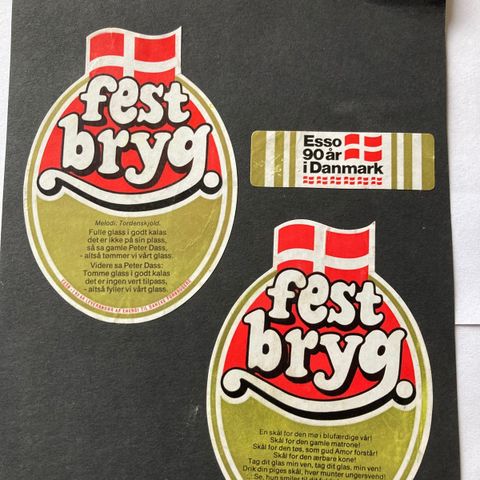 fest
bryg.
Melodi: Tordenskjold.
Fulle glass i godt kalas
det er ikke på sin plass,
så sa gamle Peter Dass,
- altså tømmer vi vårt glass.
Videre sa Peter Dass:
Tomme glass i godt kalas
det er ingen vert tilpass,
- altså fyller vi vårt glass.
Esso
90 år
i Danmark
fest
bryg.
En skål for den mø i blufærdige vår!
Skål for den gamle matrone!
Skål for den tøs, som gud Amor forstår!
Skål for den ærbare kone!
Tag dit glas min ven, tag dit glas, min ven!
Drik din piges skål, hver munter ungersvend!